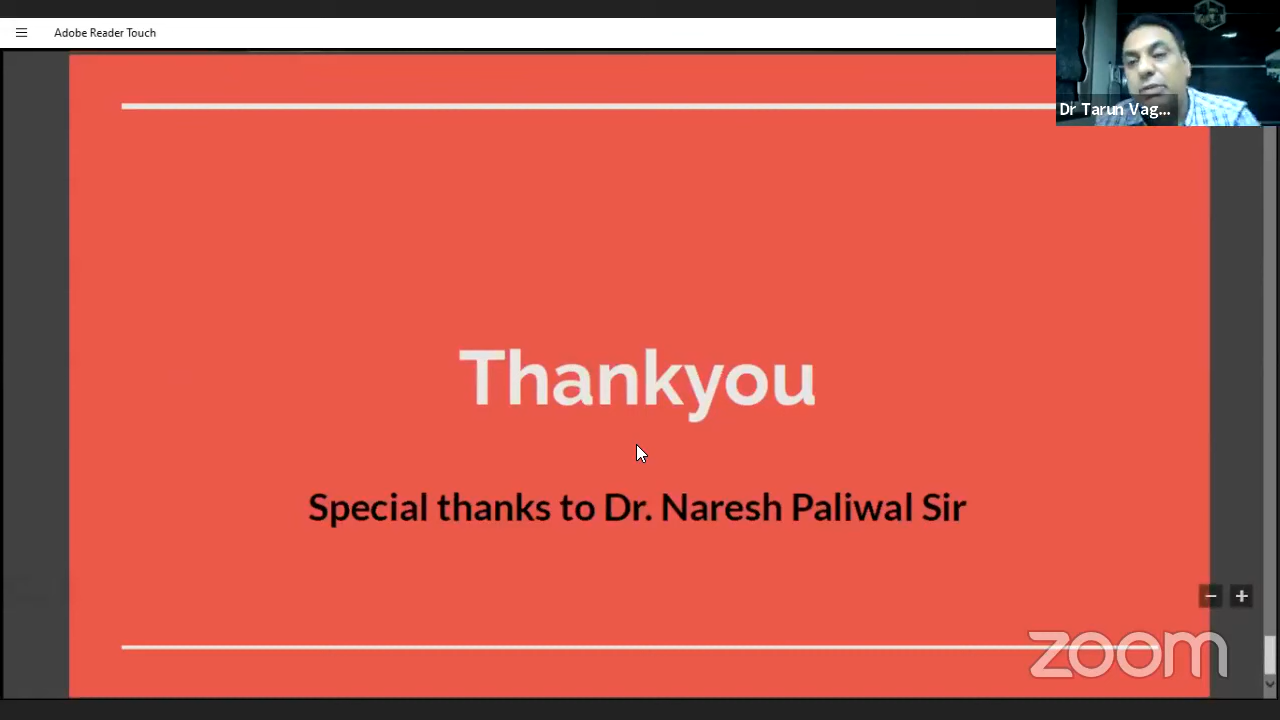 Adobe Reader Touch
Dr Tarun Vag...
Thankyou
Special thanks to Dr. Naresh Paliwal Sir
zoom